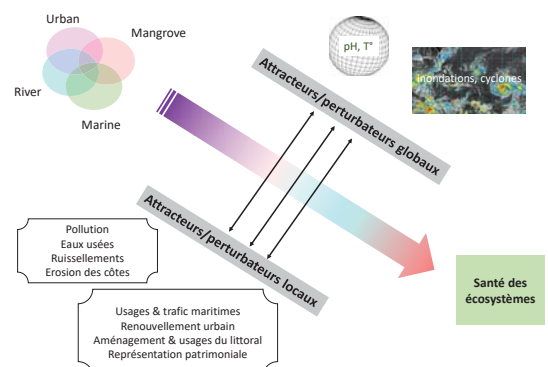 Urban
Mangrove
River
Marine
pH, T°
inondations, cyclones
Attracteurs/perturbateurs globaux
Attracteurs/perturbateurs locaux
Pollution
Eaux usées
Ruissellements
Erosion des côtes
Usages & trafic maritimes
Renouvellement urbain
Aménagement & usages du littoral
Représentation patrimoniale
Santé des
écosystèmes